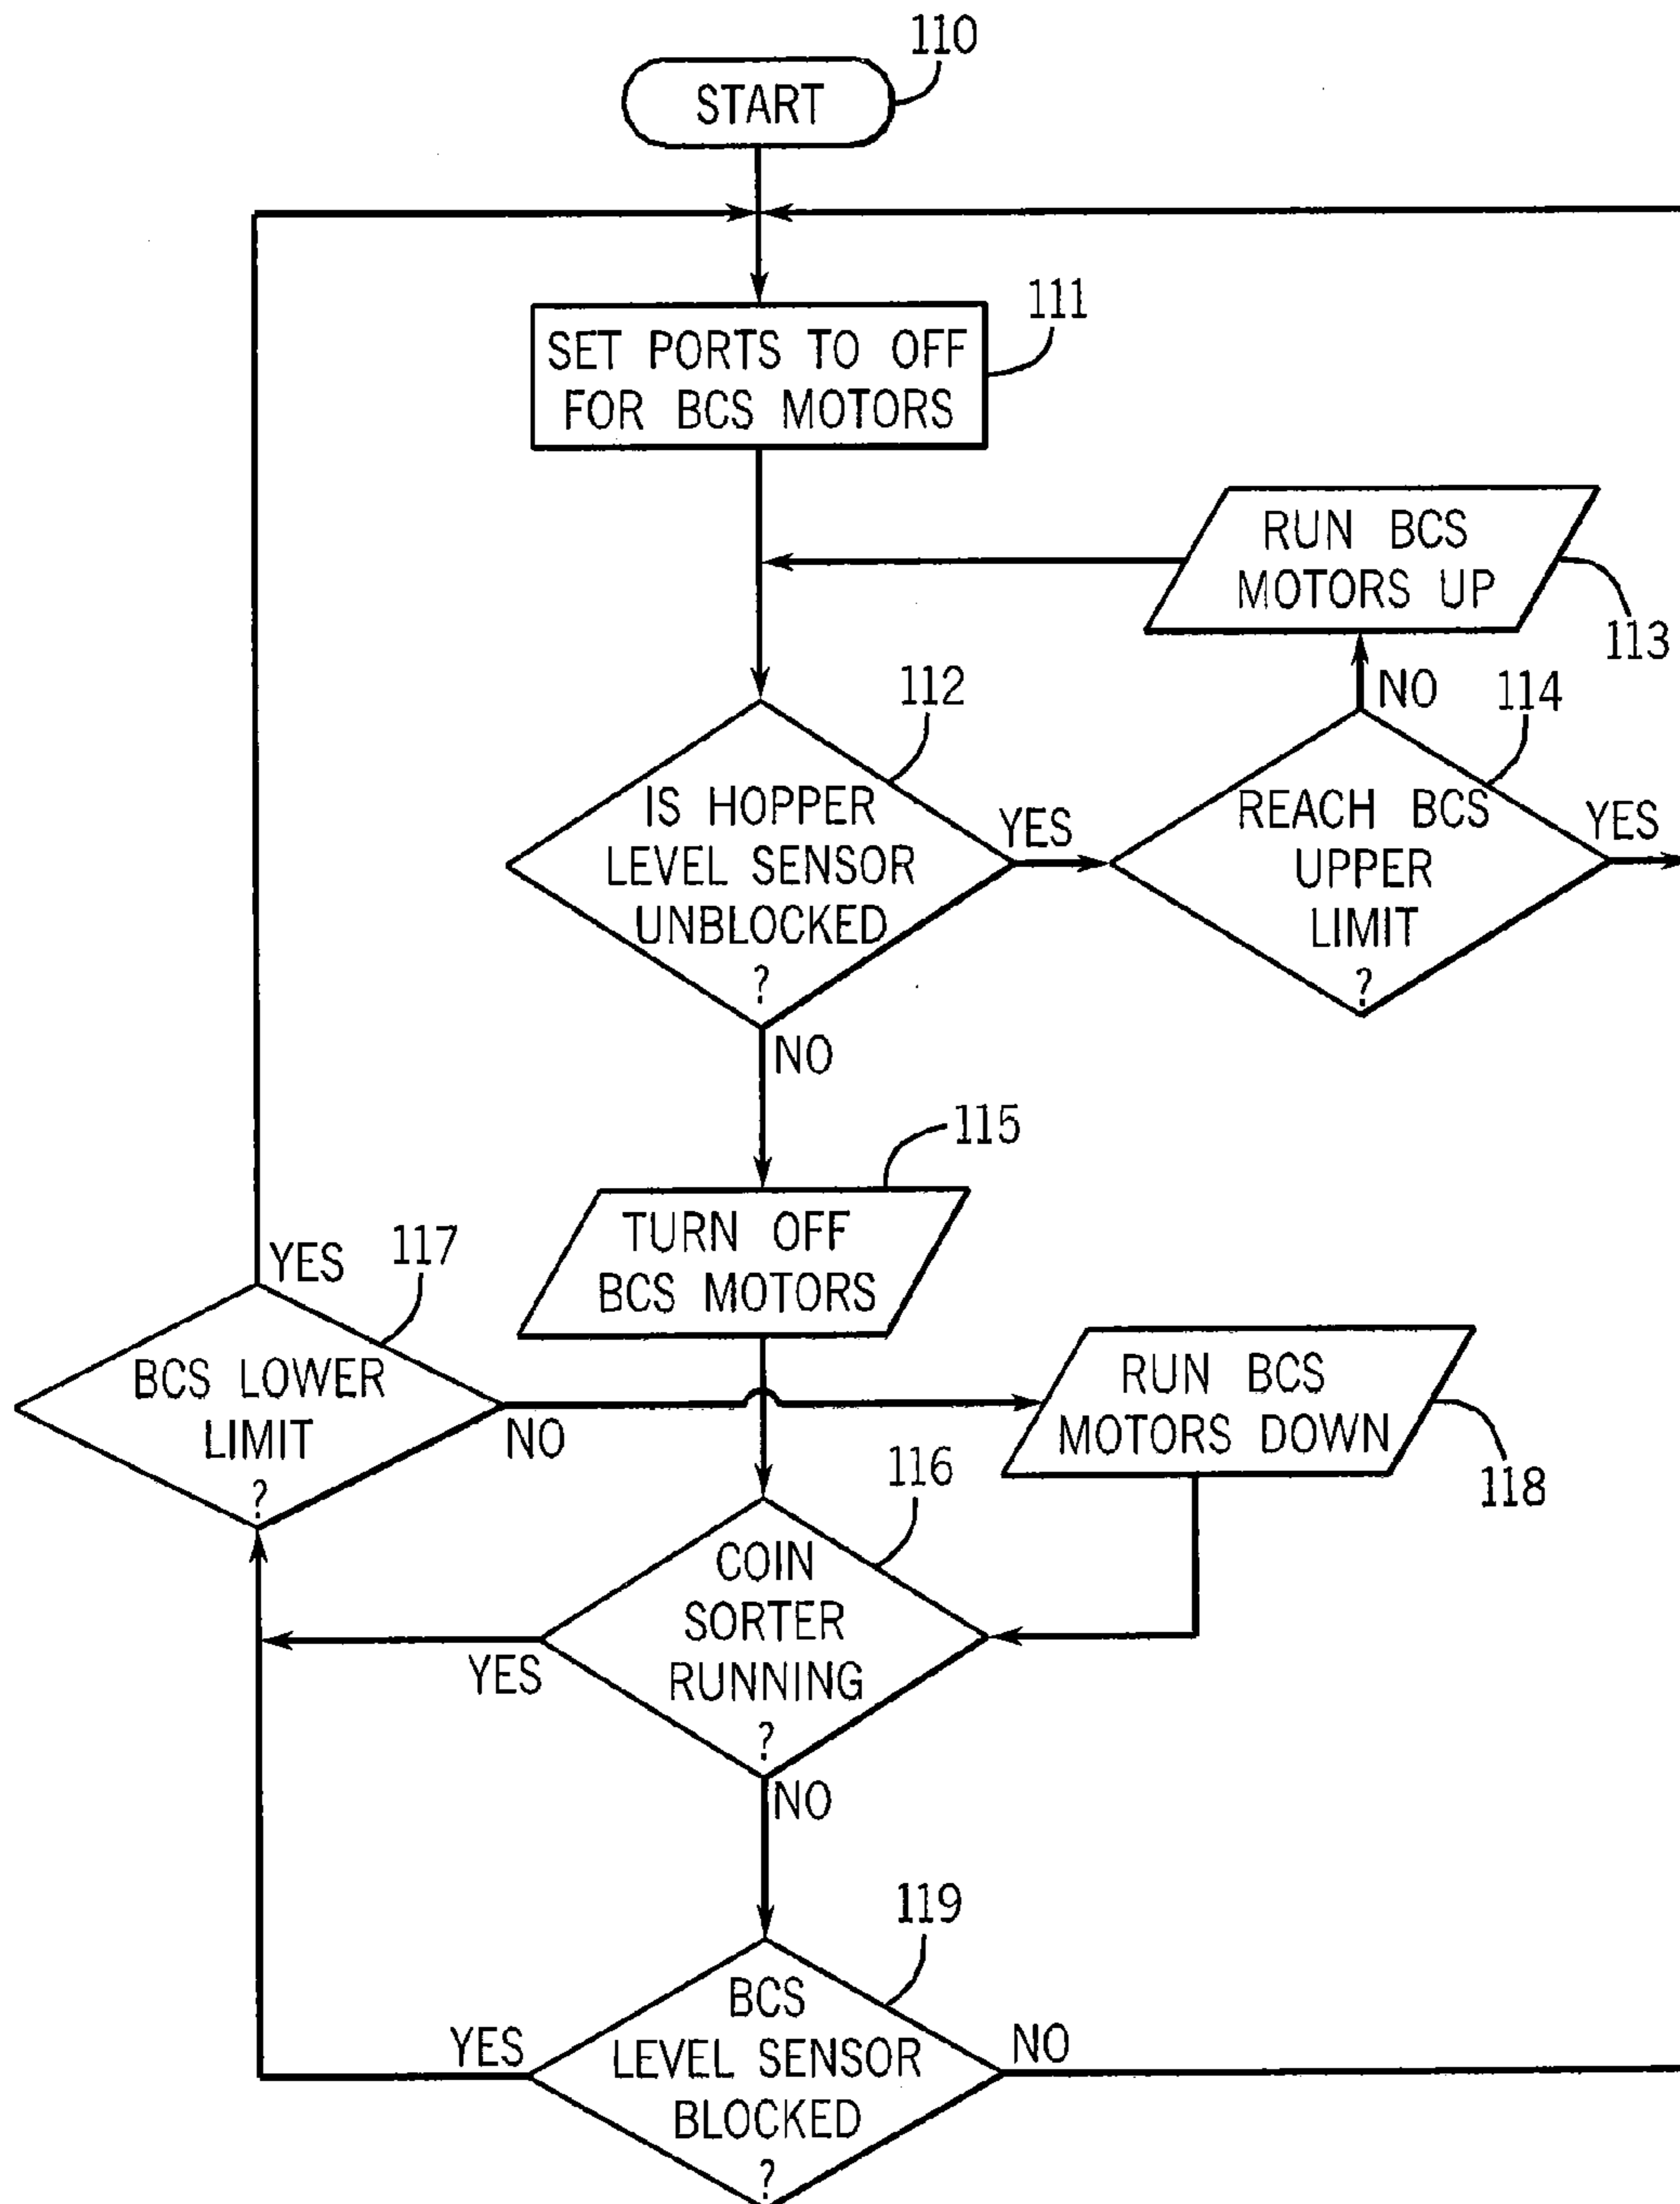 110
START
111
SET PORTS TO OFF
FOR BCS MOTORS
RUN BCS
MOTORS UP
113
112
NO
114
IS HOPPER
LEVEL SENSOR
UNBLOCKED
?
YES
REACH BCS
UPPER
LIMIT
?
YES
NO
115
TURN OFF
BCS MOTORS
YES
117
BCS LOWER
LIMIT
?
NO
RUN BCS
MOTORS DOWN
118
116
COIN
SORTER
RUNNING
?
YES
NO
119
BCS
LEVEL SENSOR
BLOCKED
?
YES
NO